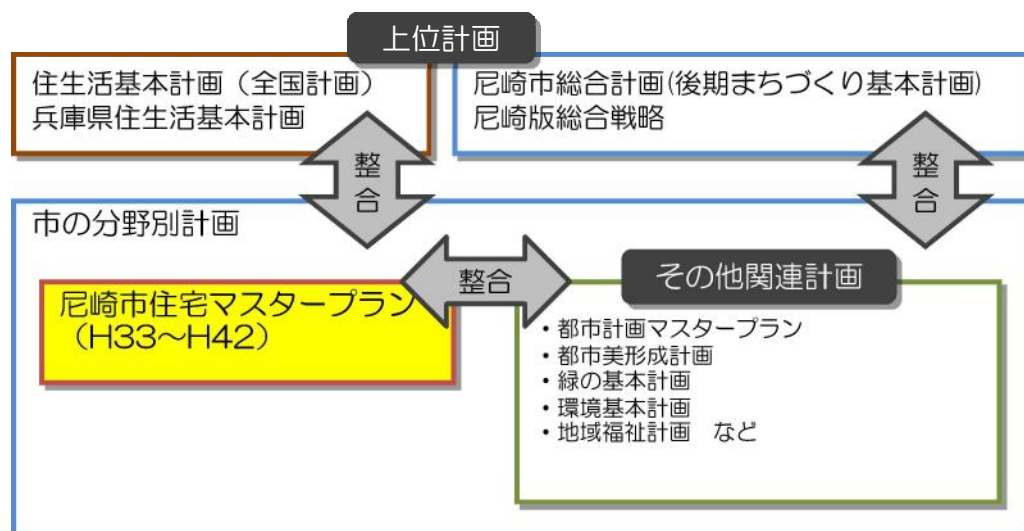 上位計画
住生活基本計画（全国計画）
兵庫県住生活基本計画
尼崎市総合計画(後期まちづくり基本計画)
尼崎版総合戦略
整合
整合
市の分野別計画
整合
尼崎市住宅マスタープラン
（H33～H42）
その他関連計画
・都市計画マスタープラン
・都市美形成計画
・緑の基本計画
・環境基本計画
・地域福祉計画　など